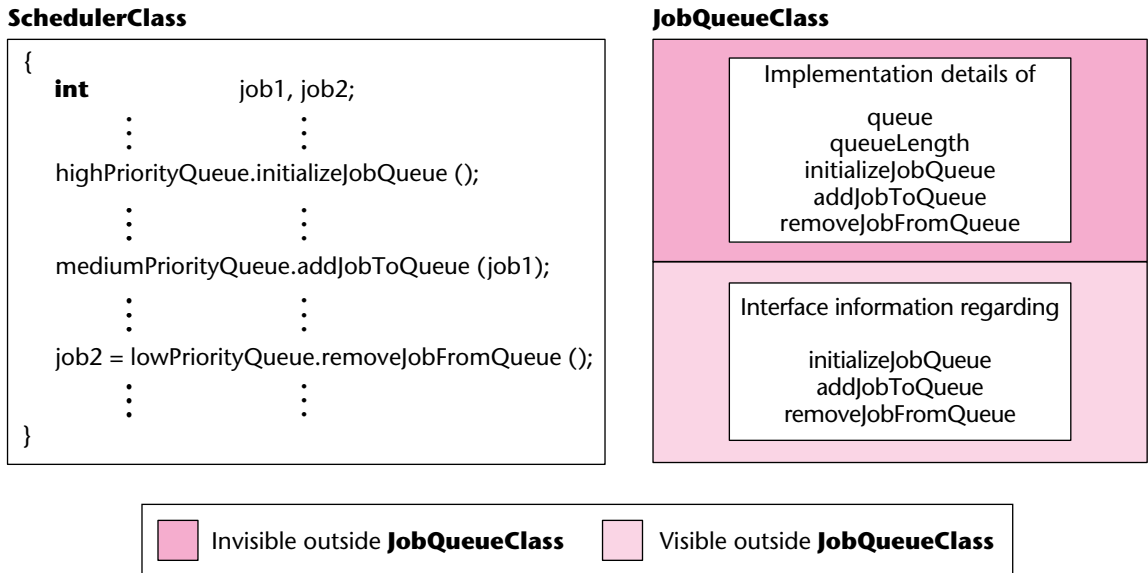 SchedulerClass
{
int job1, job2;
highPriorityQueue.initializeJobQueue ();
mediumPriorityQueue.addJobToQueue (job1);
job2 = lowPriorityQueue.removeJobFromQueue ();
}
JobQueueClass
Implementation details of
queue
queueLength
initializeJobQueue
addJobToQueue
removeJobFromQueue
Interface information regarding
initializeJobQueue
addJobToQueue
removeJobFromQueue
Invisible outside JobQueueClass
Visible outside JobQueueClass